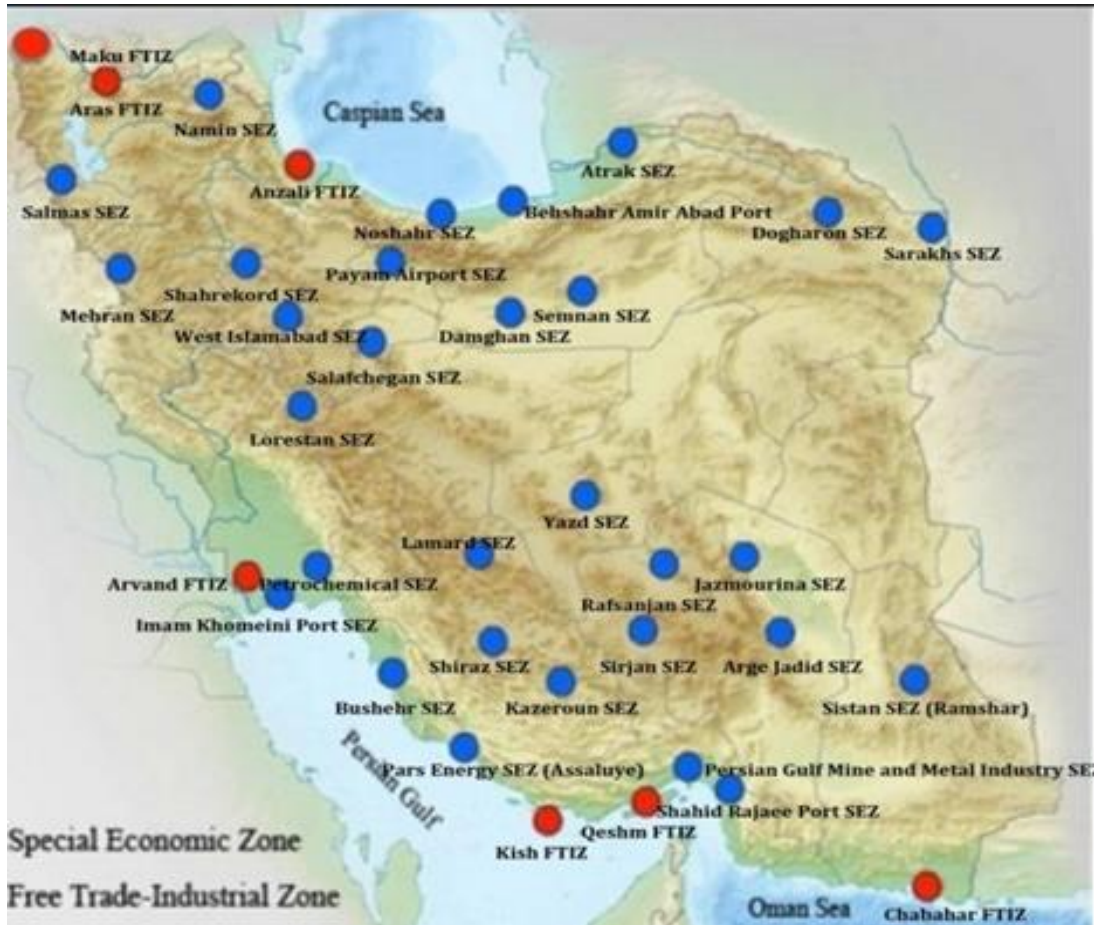 Maku FTIZ
Aras FTIZ
Caspian Sea
Namin SEZ
Atrak SEZ
Anzali FTIZ
Salmas SEZ
Behshahr Amir Abad Port
Noshahr SEZ
Dogharon SEZ
Sarakhs SEZ
Payam Airport SEZ
Shahrekord SEZ
Mehran SEZ
Semnan SEZ
West Islamabad SEZ
Damghan SEZ
Salafchegan SEZ
Lorestan SEZ
Yazd SEZ
Lamard SEZ
Arvand FTIZ
Petrochemical SEZ
Jazmourina SEZ
Rafsanjan SEZ
Imam Khomeini Port SEZ
Shiraz SEZ
Sirjan SEZ
Arge Jadid SEZ
Bushehr SEZ
Kazeroun SEZ
Sistan SEZ (Ramshar)
Persian Gulf
Pars Energy SEZ (Assaluye)
Persian Gulf Mine and Metal Industry SEZ
Shahid Rajaee Port SEZ
Qeshm FTIZ
Special Economic Zone
Kish FTIZ
Free Trade-Industrial Zone
Oman Sea
Chabahar FTIZ